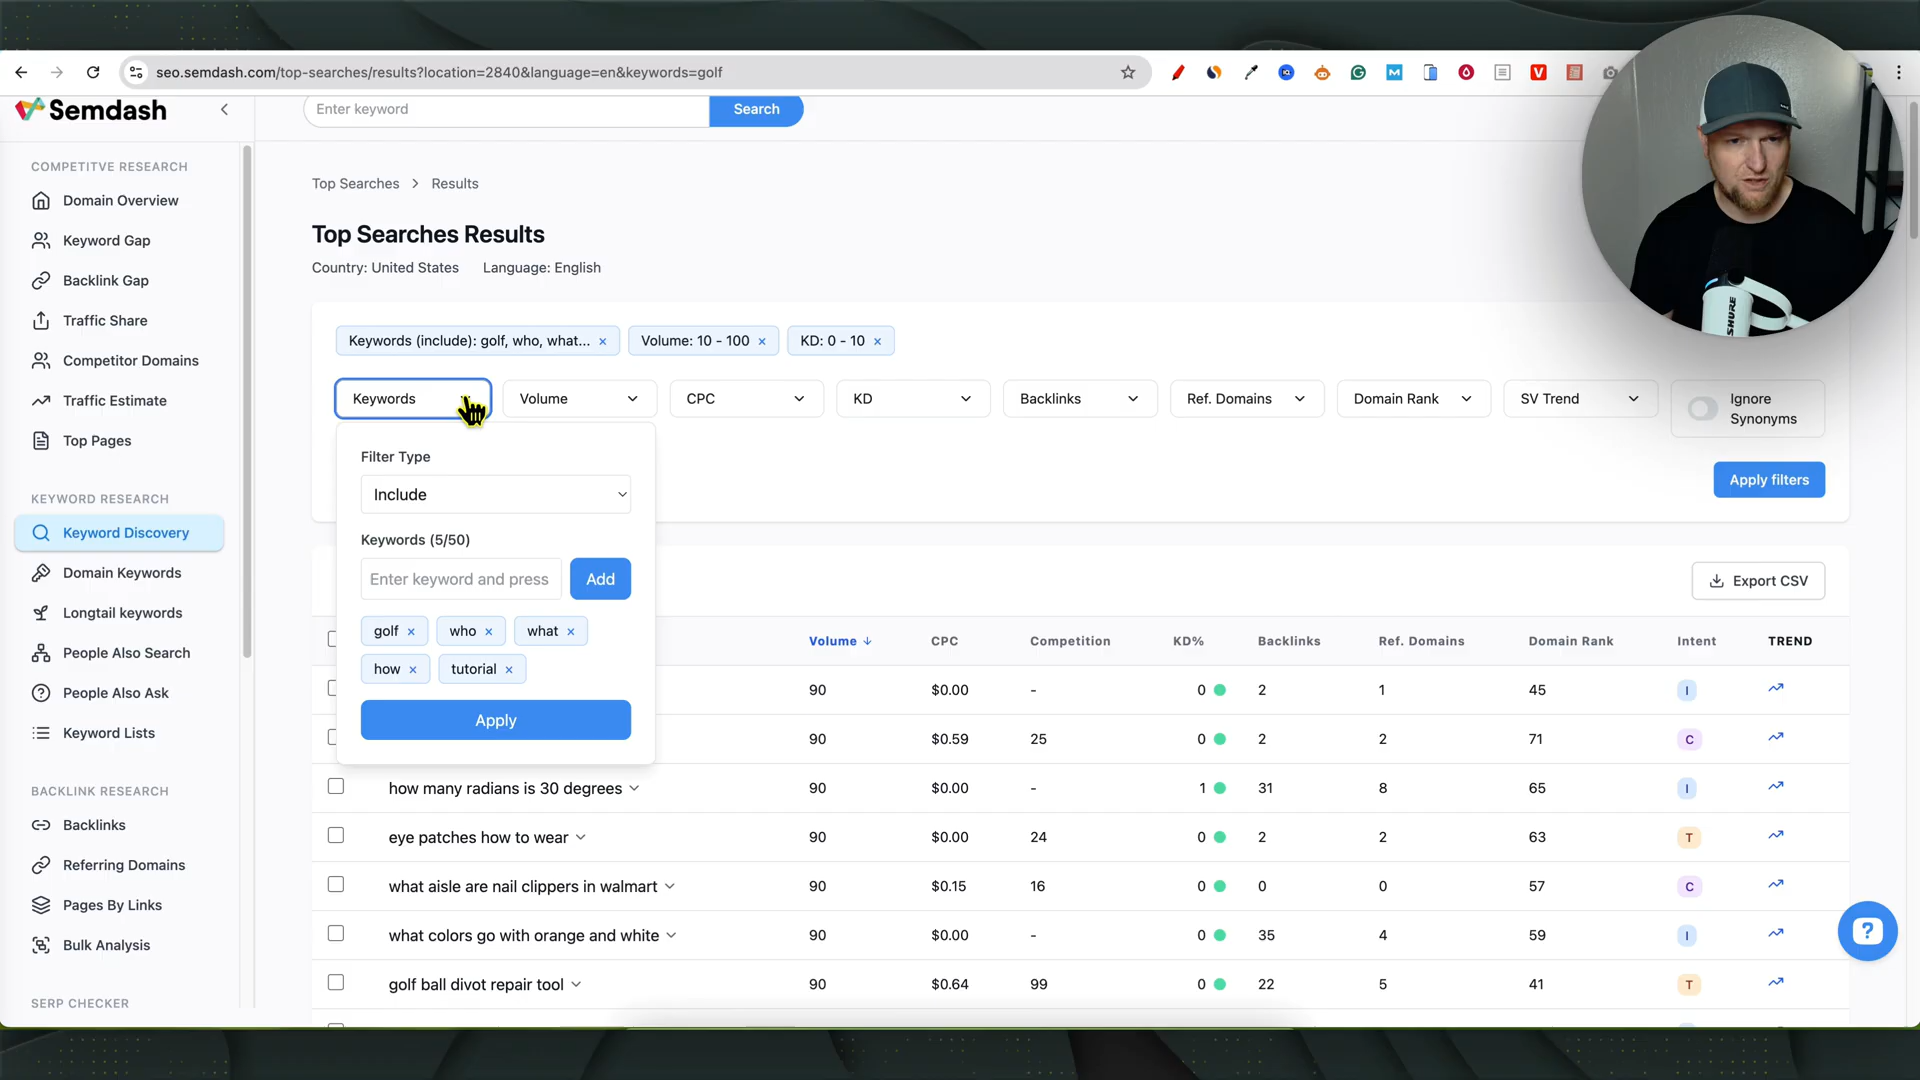 seo.semdash.com/top-searches/results?location=2840&language=en&keywords=golf
Semdash
Enter keyword
Search
COMPETITVE RESEARCH
Domain Overview
Keyword Gap
Backlink Gap
Traffic Share
Competitor Domains
Traffic Estimate
Top Pages
KEYWORD RESEARCH
Keyword Discovery
Domain Keywords
Longtail keywords
People Also Search
People Also Ask
Keyword Lists
BACKLINK RESEARCH
Backlinks
Referring Domains
Pages By Links
Bulk Analysis
SERP CHECKER
Top Searches > Results
Top Searches Results
Country: United States Language: English
Keywords (include): golf, who, what... × Volume: 10 - 100 × KD: 0 - 10 ×
Keywords Volume CPC KD Backlinks Ref. Domains Domain Rank SV Trend Ignore Synonyms
Apply filters
Filter Type
Include
Keywords (5/50)
Enter keyword and press
Add
golf × who × what ×
how × tutorial ×
Apply
Export CSV
Volume ↓ CPC Competition KD% Backlinks Ref. Domains Domain Rank Intent TREND
90 $0.00 - 0 2 1 45 I
90 $0.59 25 0 2 2 71 C
how many radians is 30 degrees 90 $0.00 - 1 31 8 65 I
eye patches how to wear 90 $0.00 24 0 2 2 63 T
what aisle are nail clippers in walmart 90 $0.15 16 0 0 0 57 C
what colors go with orange and white 90 $0.00 - 0 35 4 59 I
golf ball divot repair tool 90 $0.64 99 0 22 5 41 T
SHURE